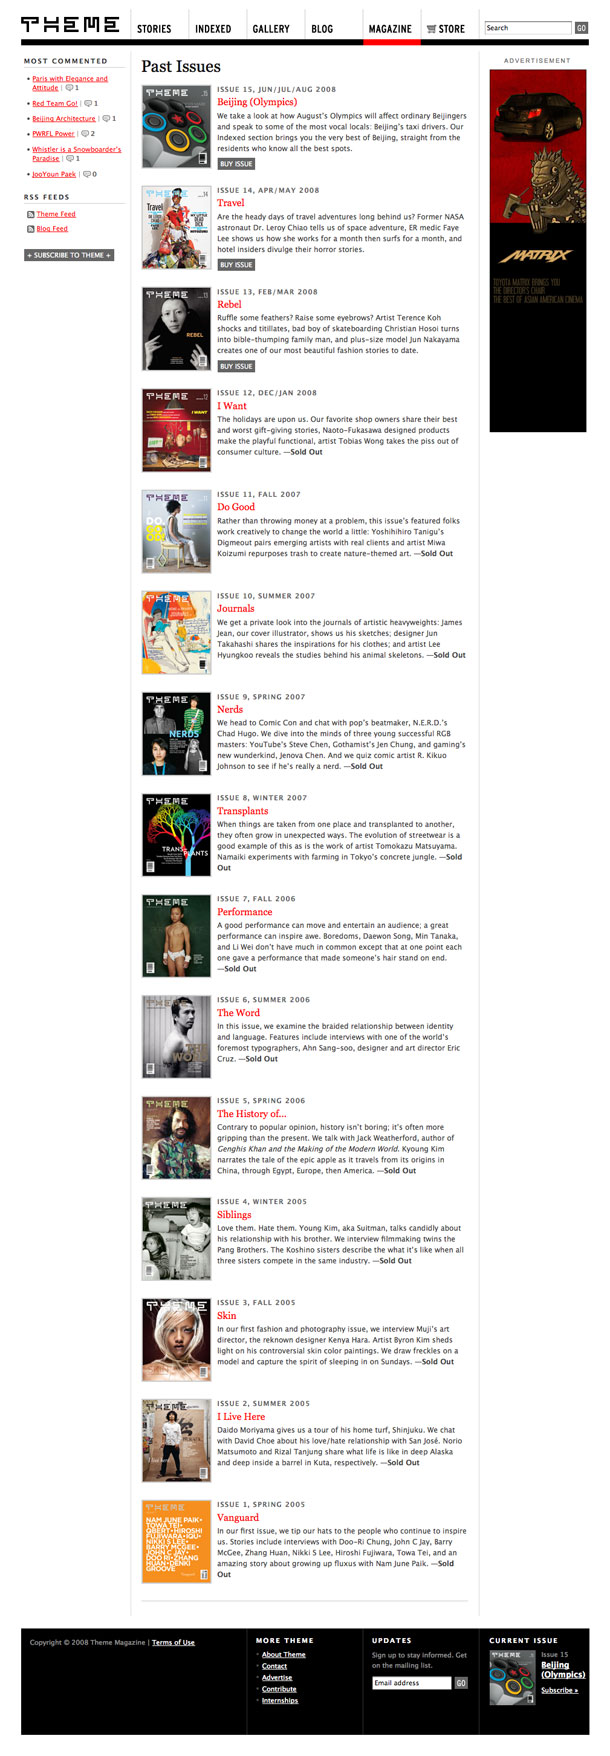 THEME
STORIES
INDEXED
GALLERY
BLOG
MAGAZINE
STORE
Search
GO
MOST COMMENTED
Paris with Elegance and
Attitude | 1
Red Team Go! | 1
Beijing Architecture | 1
PWRFL Power | 2
Whistler is a Snowboarder's
Paradise | 1
JooYoun Paek | 0
RSS FEEDS
Theme Feed
Blog Feed
+ SUBSCRIBE TO THEME +
Past Issues
ISSUE 15, JUN/JUL/AUG 2008
Beijing (Olympics)
We take a look at how August's Olympics will affect ordinary Beijingers
and speak to some of the most vocal locals: Beijing's taxi drivers. Our
Indexed section brings you the very best of Beijing, straight from the
residents who know all the best spots.
BUY ISSUE
ISSUE 14, APR/MAY 2008
Travel
Are the heady days of travel adventures long behind us? Former NASA
astronaut Dr. Leroy Chiao tells us of space adventure, ER medic Faye
Lee shows us how she works for a month then surfs for a month, and
hotel insiders divulge their horror stories.
BUY ISSUE
ISSUE 13, FEB/MAR 2008
Rebel
Ruffle some feathers? Raise some eyebrows? Artist Terence Koh
shocks and titillates, bad boy of skateboarding Christian Hosoi turns
into bible-thumping family man, and plus-size model Jun Nakayama
creates one of our most beautiful fashion stories to date.
BUY ISSUE
ISSUE 12, DEC/JAN 2008
I Want
The holidays are upon us. Our favorite shop owners share their best
and worst gift-giving stories, Naoto-Fukasawa designed products
make the playful functional, artist Tobias Wong takes the piss out of
consumer culture. —Sold Out
ISSUE 11, FALL 2007
Do Good
Rather than throwing money at a problem, this issue's featured folks
work creatively to change the world a little: Yoshihihiro Tanigu's
Digmeout pairs emerging artists with real clients and artist Miwa
Koizumi repurposes trash to create nature-themed art. —Sold Out
ISSUE 10, SUMMER 2007
Journals
We get a private look into the journals of artistic heavyweights: James
Jean, our cover illustrator, shows us his sketches; designer Jun
Takahashi shares the inspirations for his clothes; and artist Lee
Hyungkoo reveals the studies behind his animal skeletons. —Sold Out
ISSUE 9, SPRING 2007
Nerds
We head to Comic Con and chat with pop's beatmaker, N.E.R.D.'s
Chad Hugo. We dive into the minds of three young successful RGB
masters: YouTube's Steve Chen, Gothamist's Jen Chung, and gaming's
new wunderkind, Jenova Chen. And we quiz comic artist R. Kikuo
Johnson to see if he's really a nerd. —Sold Out
ISSUE 8, WINTER 2007
Transplants
When things are taken from one place and transplanted to another,
they often grow in unexpected ways. The evolution of streetwear is a
good example of this as is the work of artist Tomokazu Matsuyama.
Namaiki experiments with farming in Tokyo's concrete jungle. —Sold
Out
ISSUE 7, FALL 2006
Performance
A good performance can move and entertain an audience; a great
performance can inspire awe. Boredoms, Daewon Song, Min Tanaka,
and Li Wei don't have much in common except that at one point each
one gave a performance that made someone's hair stand on end.
—Sold Out
ISSUE 6, SUMMER 2006
The Word
In this issue, we examine the braided relationship between identity
and language. Features include interviews with one of the world's
foremost typographers, Ahn Sang-soo, designer and art director Eric
Cruz. —Sold Out
ISSUE 5, SPRING 2006
The History of...
Contrary to popular opinion, history isn't boring; it's often more
gripping than the present. We talk with Jack Weatherford, author of
Genghis Khan and the Making of the Modern World. Kyoung Kim
narrates the tale of the epic apple as it travels from its origins in
China, through Egypt, Europe, then America. —Sold Out
ISSUE 4, WINTER 2005
Siblings
Love them. Hate them. Young Kim, aka Suitman, talks candidly about
his relationship with his brother. We interview filmmaking twins the
Pang Brothers. The Koshino sisters describe the what it's like when all
three sisters compete in the same industry. —Sold Out
ISSUE 3, FALL 2005
Skin
In our first fashion and photography issue, we interview Muji's art
director, the reknown designer Kenya Hara. Artist Byron Kim sheds
light on his controversial skin color paintings. We draw freckles on a
model and capture the spirit of sleeping in on Sundays. —Sold Out
ISSUE 2, SUMMER 2005
I Live Here
Daido Moriyama gives us a tour of his home turf, Shinjuku. We chat
with David Choe about his love/hate relationship with San José. Norio
Matsumoto and Rizal Tanjung share what life is like in deep Alaska
and deep inside a barrel in Kuta, respectively. —Sold Out
ISSUE 1, SPRING 2005
Vanguard
In our first issue, we tip our hats to the people who continue to inspire
us. Stories include interviews with Doo-Ri Chung, John C Jay, Barry
McGee, Zhang Huan, Nikki S Lee, Hiroshi Fujiwara, Towa Tei, and an
amazing story about growing up fluxus with Nam June Paik. —Sold
Out
ADVERTISEMENT
MATRIX
TOYOTA MATRIX BRINGS YOU
THE DIRECTOR'S CHAIR
THE BEST OF ASIAN AMERICAN CINEMA
Copyright © 2008 Theme Magazine | Terms of Use
MORE THEME
About Theme
Contact
Advertise
Contribute
Internships
UPDATES
Sign up to stay informed. Get
on the mailing list.
Email address
GO
CURRENT ISSUE
Issue 15
Beijing
(Olympics)
Subscribe »